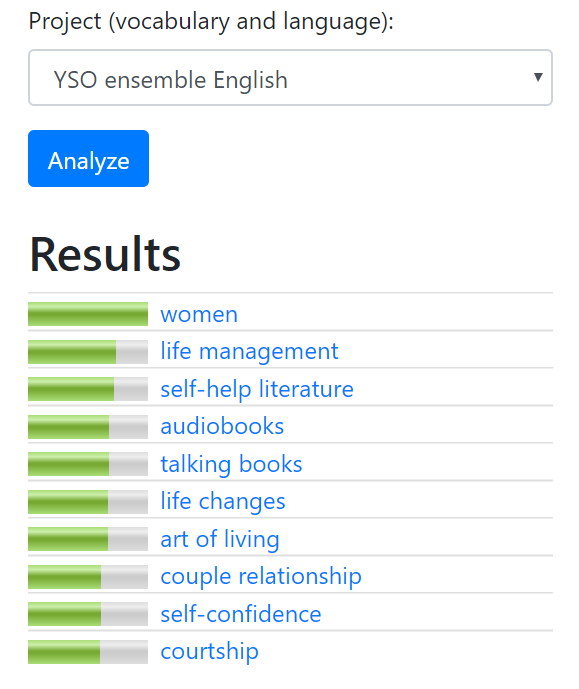 Project (vocabulary and language):
YSO ensemble English
Analyze
Results
women
life management
self-help literature
audiobooks
talking books
life changes
art of living
couple relationship
self-confidence
courtship